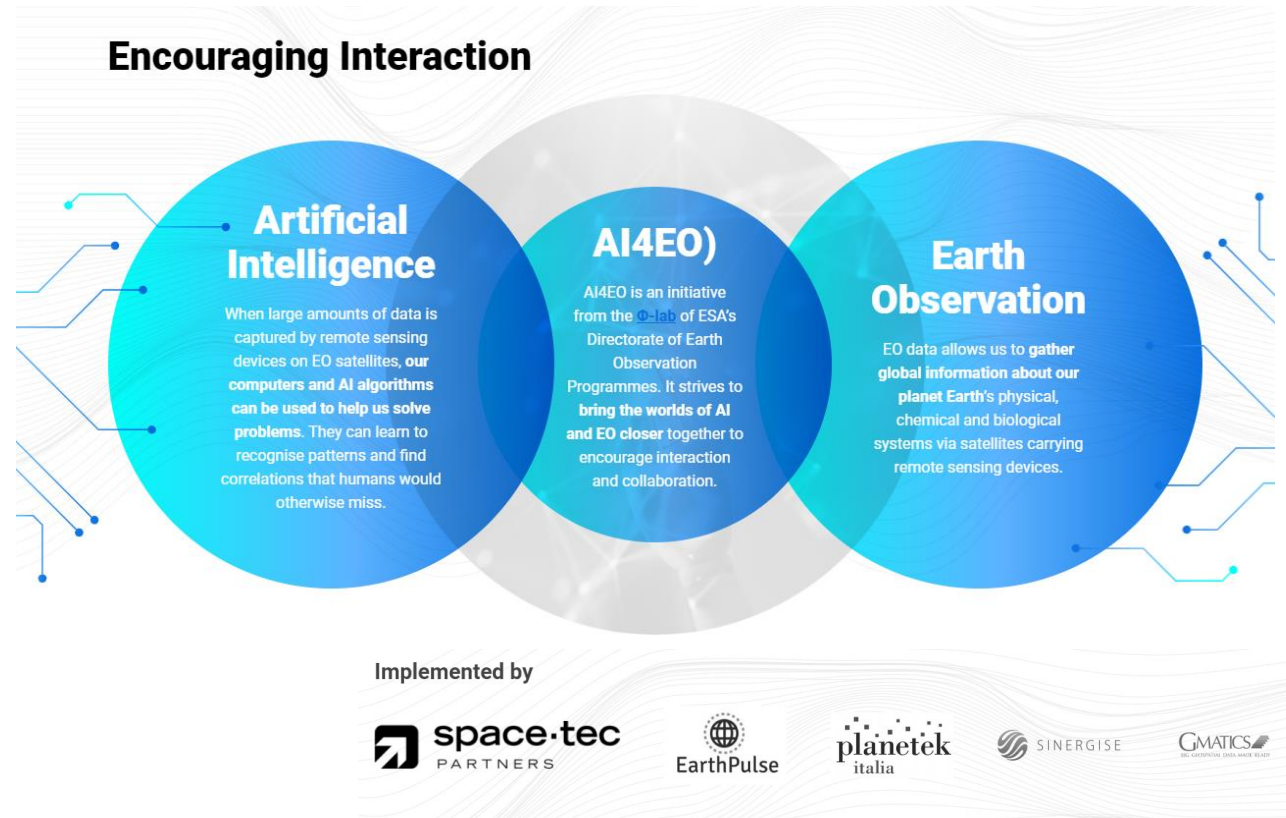 Encouraging Interaction
Artificial
Intelligence
When large amounts of data is
captured by remote sensing
devices on EO satellites, our
computers and AI algorithms
can be used to help us solve
problems. They can learn to
recognise patterns and find
correlations that humans would
otherwise miss.
AI4EO)
AI4EO is an initiative
from the Φ-lab of ESA's
Directorate of Earth
Observation
Programmes. It strives to
bring the worlds of AI
and EO closer together to
encourage interaction
and collaboration.
Earth
Observation
EO data allows us to gather
global information about our
planet Earth's physical,
chemical and biological
systems via satellites carrying
remote sensing devices.
Implemented by
space·tec
PARTNERS
EarthPulse
planetek
italia
SINERGISE
GMATICS
BIG GEOSPATIAL DATA MADE READY